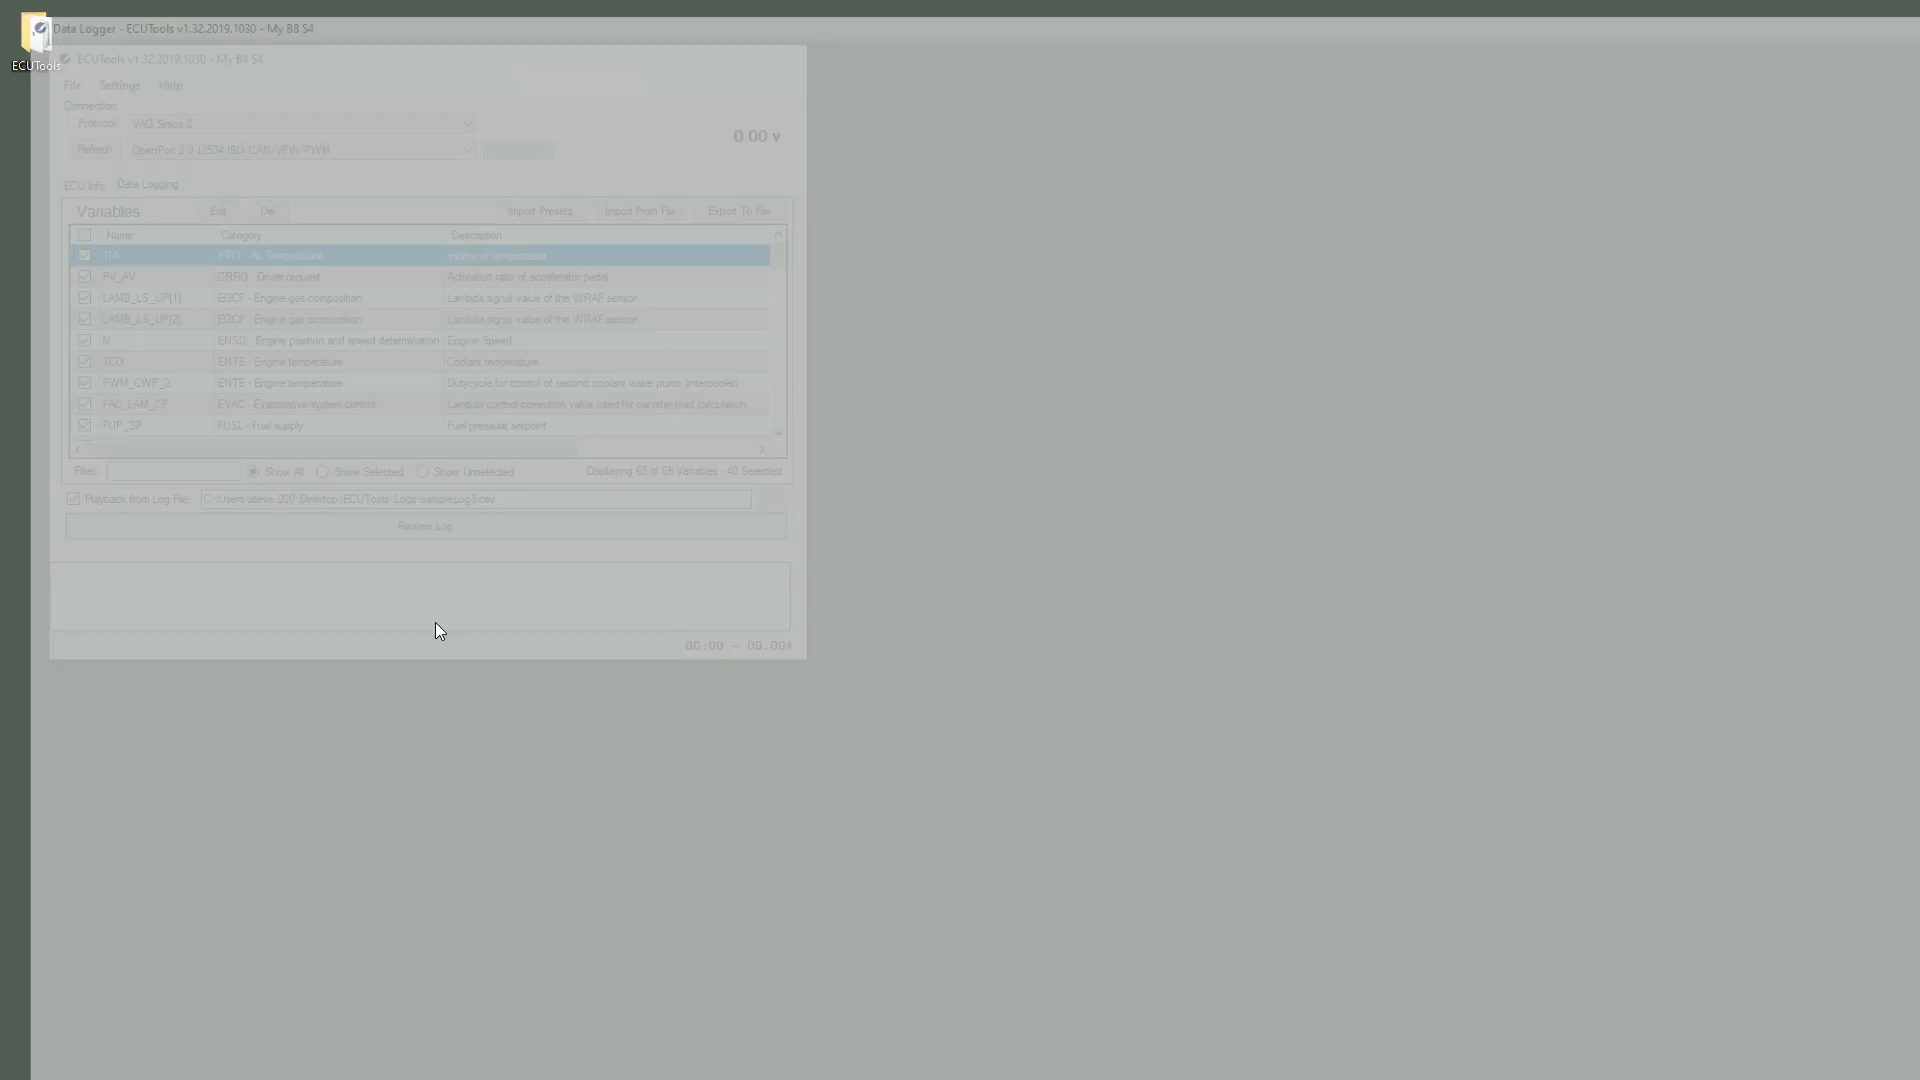 Data Logger - ECUTools v1.32.2019.1030 - My B8 S4
ECUTools
ECUTools v1.32.2019.1030 - My B8 S4
File Settings Help
Connection
Protocol: VAG Simos 8
0.00 v
Refresh OpenPort 2.0 J2534 ISO/CAN/VPW/PWM
ECU Info Data Logging
Variables Edit Del Import Presets Import From File Export To File
Name Category Description
TIA AIRT - Air Temperature Intake air temperature
PV_AV DRRQ - Driver request Activation ratio of accelerator pedal
LAMB_LS_UP[1] EGCP - Engine gas composition Lambda signal value of the WRAF sensor
LAMB_LS_UP[2] EGCP - Engine gas composition Lambda signal value of the WRAF sensor
N ENSD - Engine position and speed determination Engine Speed
TCO ENTE - Engine temperature Coolant temperature
PWM_CWP_2 ENTE - Engine temperature Dutycycle for control of second coolant water pump (intercooler)
FAC_LAM_CP EVAC - Evaporative system control Lambda control correction value used for canister load calculation
FUP_SP FUSL - Fuel supply Fuel pressure setpoint
Filter: Show All Show Selected Show Unselected Displaying 65 of 65 Variables - 40 Selected
Playback from Log File: C:\Users\steve.000\Desktop\ECUTools\Logs\sampleLog3.csv
Review Log
00:00 - 00.00%